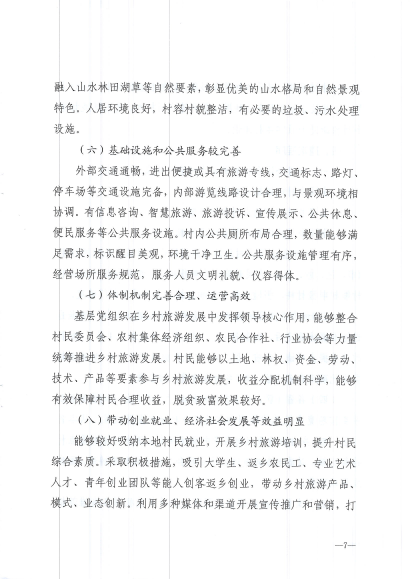 融入山水林田湖草等自然要素，彰显优美的山水格局和自然景观
特色。人居环境良好，村容村貌整洁，有必要的垃圾、污水处理
设施。
（六）基础设施和公共服务较完善
外部交通通畅，进出便捷或具有旅游专线，交通标志、路灯、
停车场等交通设施完备，内部游览线路设计合理，与景观环境相
协调。有信息咨询、智慧旅游、旅游投诉、宣传展示、公共休息、
便民服务等公共服务设施。村内公共厕所布局合理，数量能够满
足需求，标识醒目美观，环境干净卫生。公共服务设施管理有序，
经营场所服务规范，服务人员文明礼貌、仪容得体。
（七）体制机制完善合理、运营高效
基层党组织在乡村旅游发展中发挥领导核心作用，能够整合
村民委员会、农村集体经济组织、农民合作社、行业协会等力量
统筹推进乡村旅游发展。村民能够以土地、林权、资金、劳动、
技术、产品等要素参与乡村旅游发展，收益分配机制科学，能够
有效保障村民合理收益，脱贫致富效果较好。
（八）带动创业就业、经济社会发展等效益明显
能够较好吸纳本地村民就业，开展乡村旅游培训，提升村民
综合素质。采取积极措施，吸引大学生、返乡农民工、专业艺术
人才、青年创业团队等能人创客返乡创业，带动乡村旅游产品、
模式、业态创新。利用多种媒体和渠道开展宣传推广和营销，打
—7—